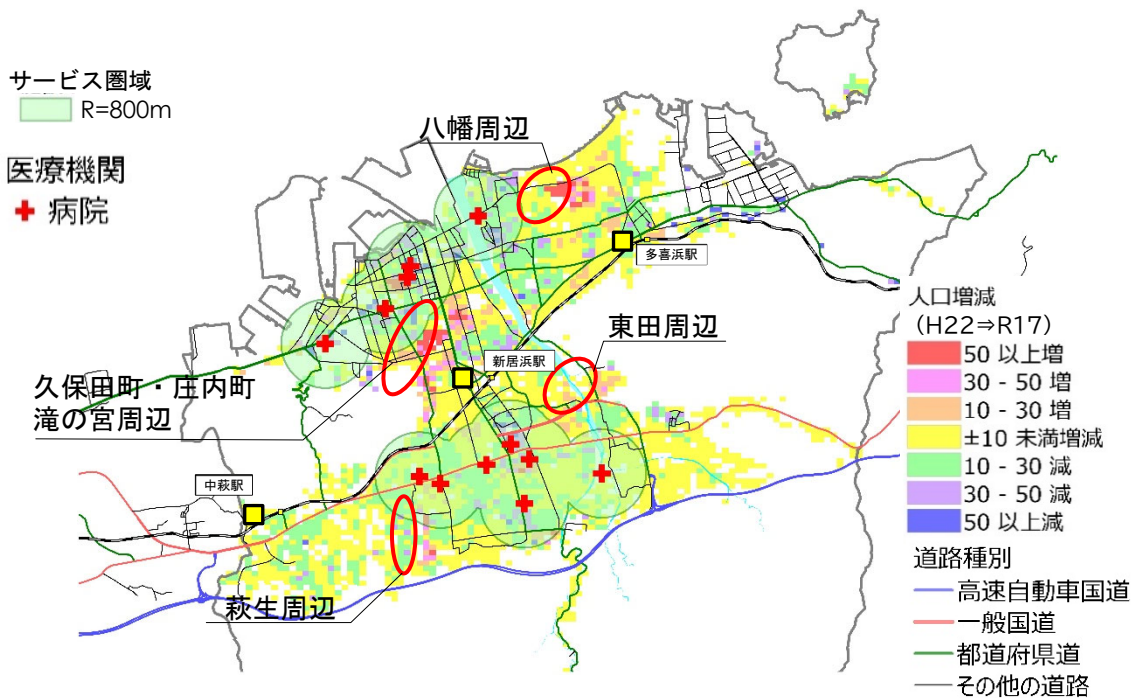 サービス圏域
R=800m
医療機関
病院
八幡周辺
多喜浜駅
東田周辺
新居浜駅
久保田町・庄内町
滝の宮周辺
中萩駅
萩生周辺
人口増減
（H22⇒R17）
50 以上増
30 - 50 増
10 - 30 増
±10 未満増減
10 - 30 減
30 - 50 減
50 以上減
道路種別
高速自動車国道
一般国道
都道府県道
その他の道路